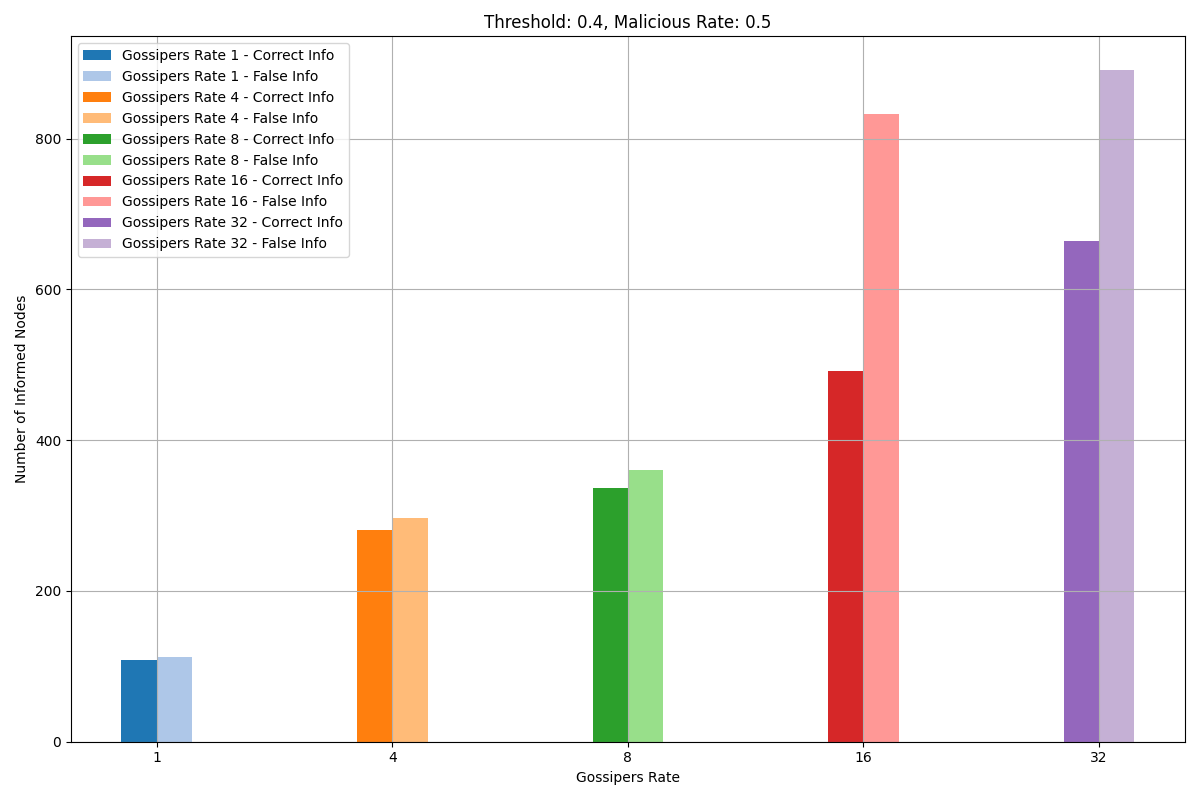 Threshold: 0.4, Malicious Rate: 0.5
Gossipers Rate 1 - Correct Info
Gossipers Rate 1 - False Info
Gossipers Rate 4 - Correct Info
Gossipers Rate 4 - False Info
Gossipers Rate 8 - Correct Info
Gossipers Rate 8 - False Info
Gossipers Rate 16 - Correct Info
Gossipers Rate 16 - False Info
Gossipers Rate 32 - Correct Info
Gossipers Rate 32 - False Info
Number of Informed Nodes
800
600
400
200
0
1 4 8 16 32
Gossipers Rate